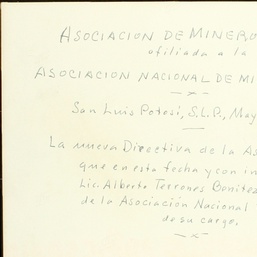 ASOCIACION DE MINERO
afiliada a la
ASOCIACION NACIONAL DE MI
-x-
San Luis Potosí, S.L.P., May
La nueva Directiva de la As
que en esta fecha y con in
Lic. Alberto Terrones Benitez
de la Asociación Nacional
de su cargo.
-x-